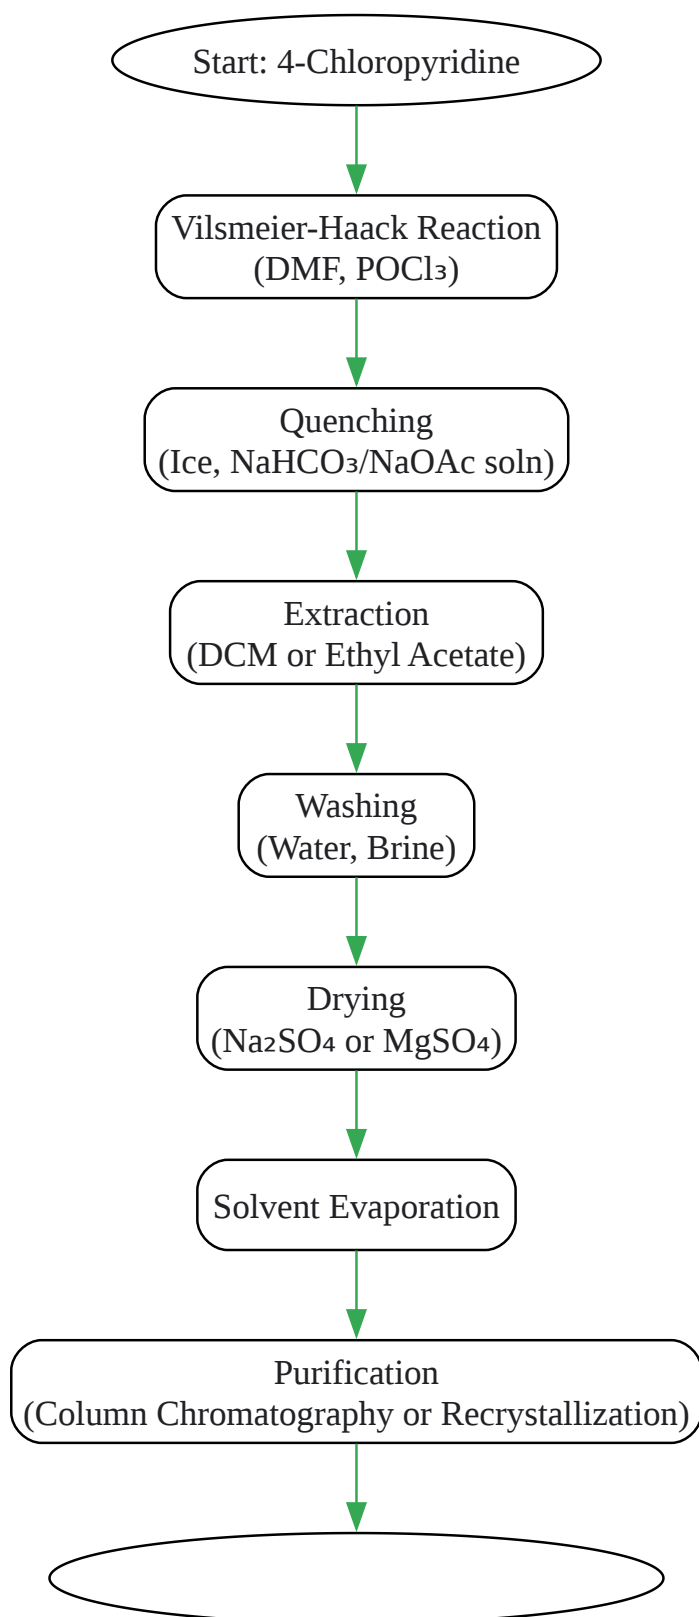 Start: 4-Chloropyridine
Vilsmeier-Haack Reaction
(DMF, POCl₃)
Quenching
(Ice, NaHCO₃/NaOAc soln)
Extraction
(DCM or Ethyl Acetate)
Washing
(Water, Brine)
Drying
(Na₂SO₄ or MgSO₄)
Solvent Evaporation
Purification
(Column Chromatography or Recrystallization)